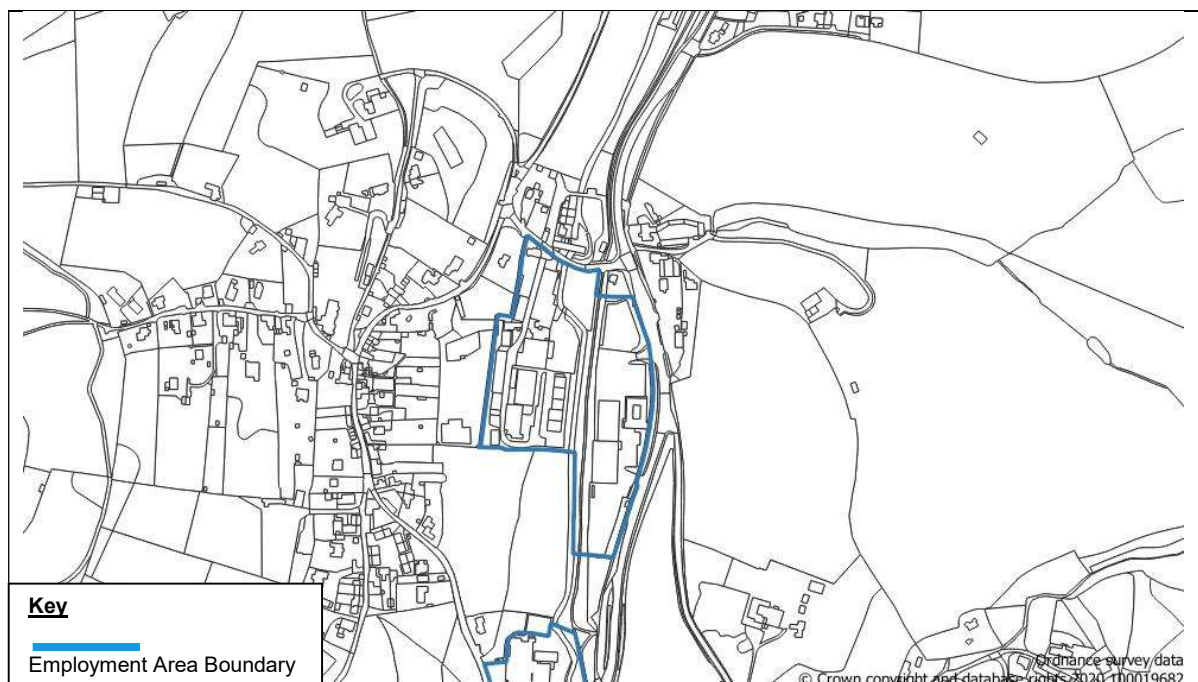 Key
Employment Area Boundary
Ordnance survey data
© Crown copyright and database rights 2020 100019682